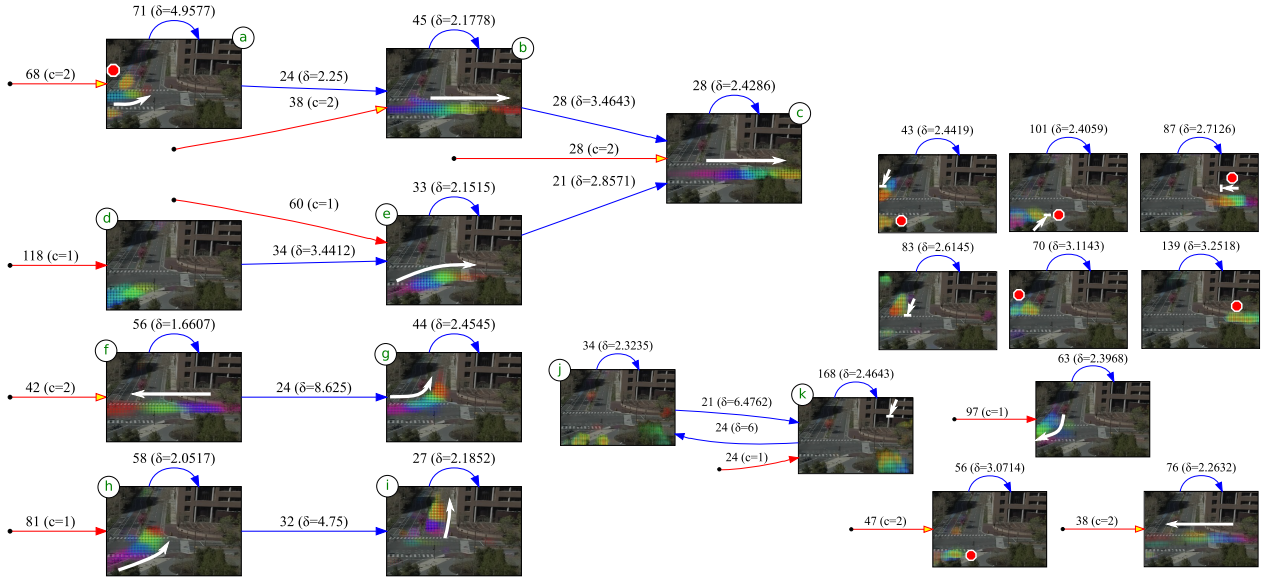 71 (δ=4.9577)
a
68 (c=2)
24 (δ=2.25)
38 (c=2)
45 (δ=2.1778)
b
28 (δ=3.4643)
28 (c=2)
21 (δ=2.8571)
28 (δ=2.4286)
c
d
118 (c=1)
60 (c=1)
34 (δ=3.4412)
33 (δ=2.1515)
e
56 (δ=1.6607)
f
42 (c=2)
24 (δ=8.625)
44 (δ=2.4545)
g
58 (δ=2.0517)
h
81 (c=1)
32 (δ=4.75)
27 (δ=2.1852)
i
34 (δ=2.3235)
j
21 (δ=6.4762)
24 (δ=6)
24 (c=1)
168 (δ=2.4643)
k
43 (δ=2.4419)
101 (δ=2.4059)
87 (δ=2.7126)
83 (δ=2.6145)
70 (δ=3.1143)
139 (δ=3.2518)
63 (δ=2.3968)
97 (c=1)
56 (δ=3.0714)
47 (c=2)
76 (δ=2.2632)
38 (c=2)